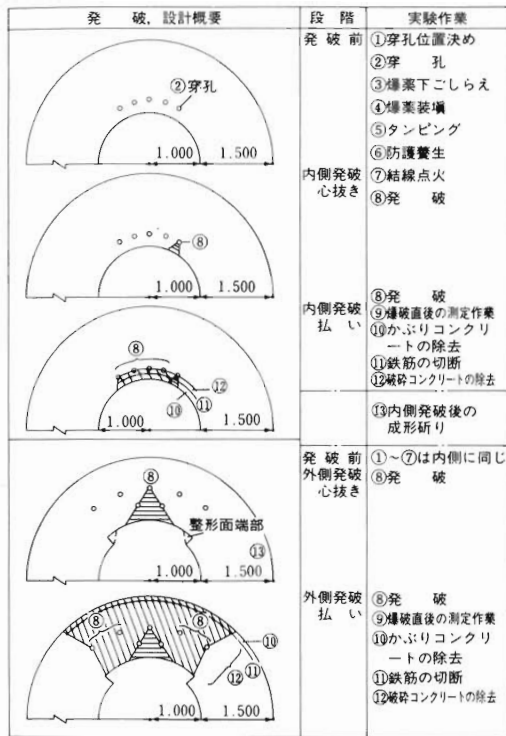 発破,設計概要 段階 実験作業
発破前 ①穿孔位置決め
②穿孔
③爆薬下ごしらえ
④爆薬装塡
⑤タンピング
⑥防護養生
②穿孔
1.000 1.500
内側発破 ⑦結線点火
心抜き ⑧発破
⑧
1.000 1.500
内側発破 ⑧発破
払い ⑨爆破直後の測定作業
⑩かぶりコンクリ
ートの除去
⑪鉄筋の切断
⑫破砕コンクリートの除去
⑧
⑫
⑩ ⑪
1.000 1.500
⑬内側発破後の
成形斫り
発破前 ①~⑦は内側に同じ
外側発破 ⑧発破
心抜き
⑧
整形面端部
⑬
1.000 1.500
外側発破 ⑧発破
払い ⑨爆破直後の測定作業
⑩かぶりコンクリ
ートの除去
⑪鉄筋の切断
⑫破砕コンクリートの除去
⑧ ⑧
⑩
⑪
⑫
1.000 1.500